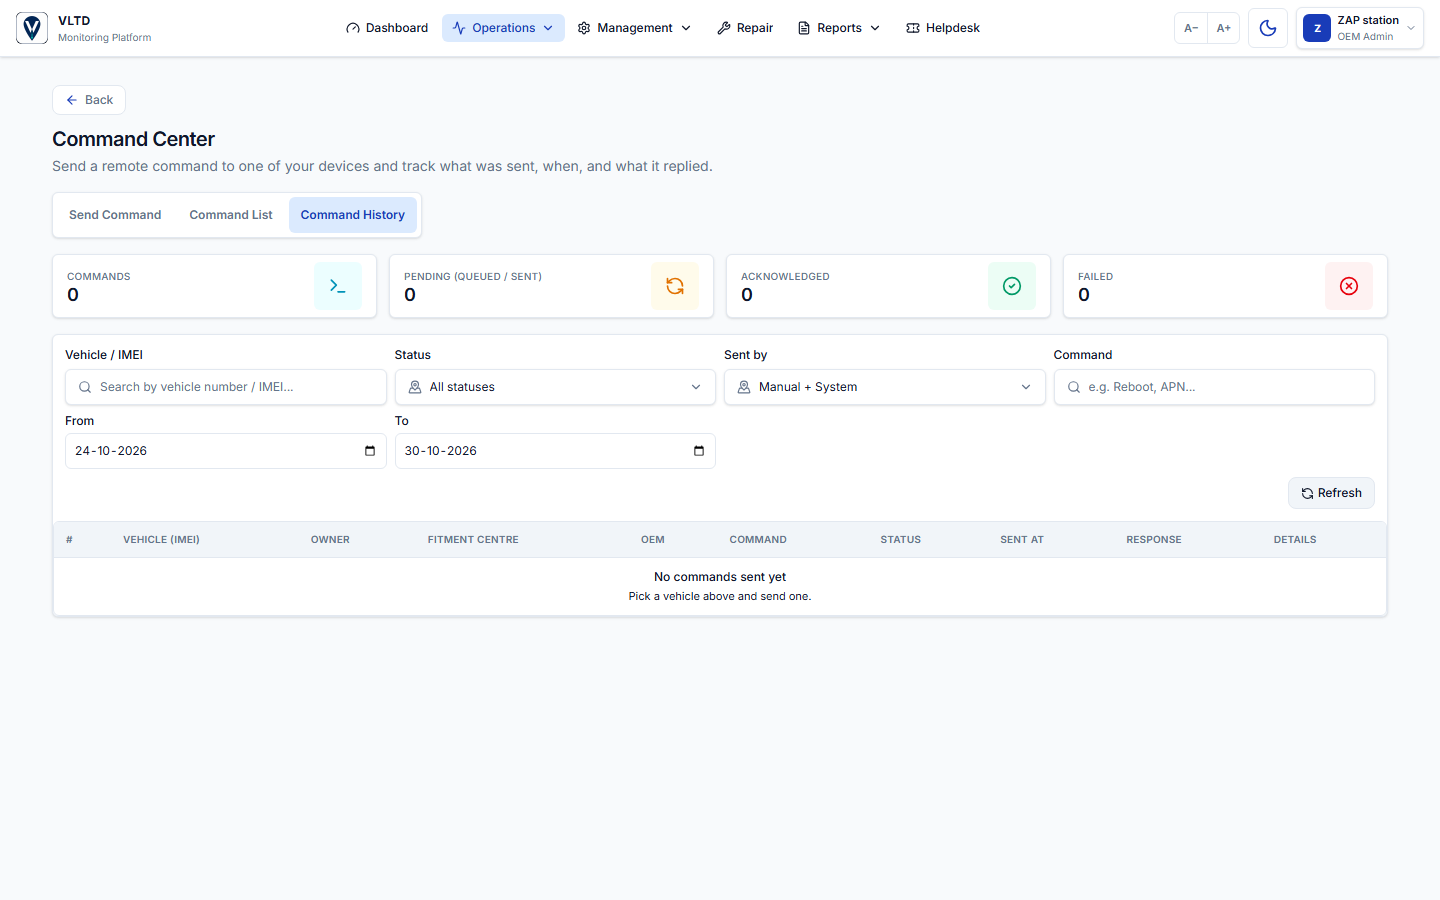 VLTD
Monitoring Platform
Dashboard
Operations
Management
Repair
Reports
Helpdesk
A−
A+
Z
ZAP station
OEM Admin
Back
Command Center
Send a remote command to one of your devices and track what was sent, when, and what it replied.
Send Command
Command List
Command History
COMMANDS
0
PENDING (QUEUED / SENT)
0
ACKNOWLEDGED
0
FAILED
0
Vehicle / IMEI
Search by vehicle number / IMEI...
Status
All statuses
Sent by
Manual + System
Command
e.g. Reboot, APN...
From
24-10-2026
To
30-10-2026
Refresh
# VEHICLE (IMEI) OWNER FITMENT CENTRE OEM COMMAND STATUS SENT AT RESPONSE DETAILS
No commands sent yet
Pick a vehicle above and send one.